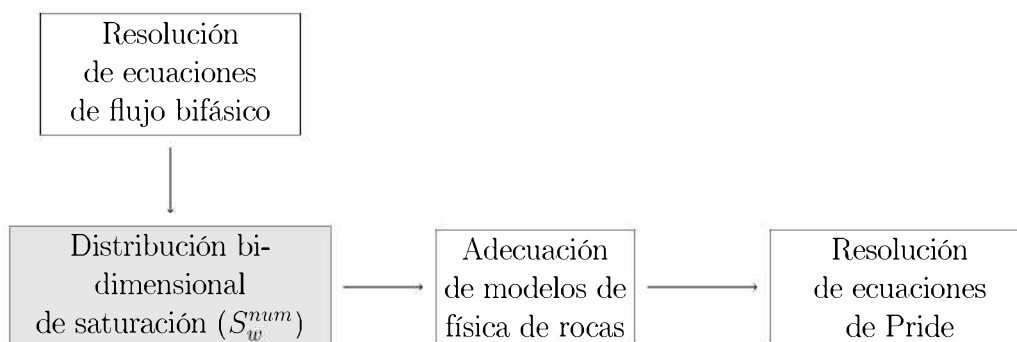 Resolución
de ecuaciones
de flujo bifásico
Distribución bi-
dimensional
de saturación ($S_w^{num}$)
Adecuación
de modelos de
física de rocas
Resolución
de ecuaciones
de Pride